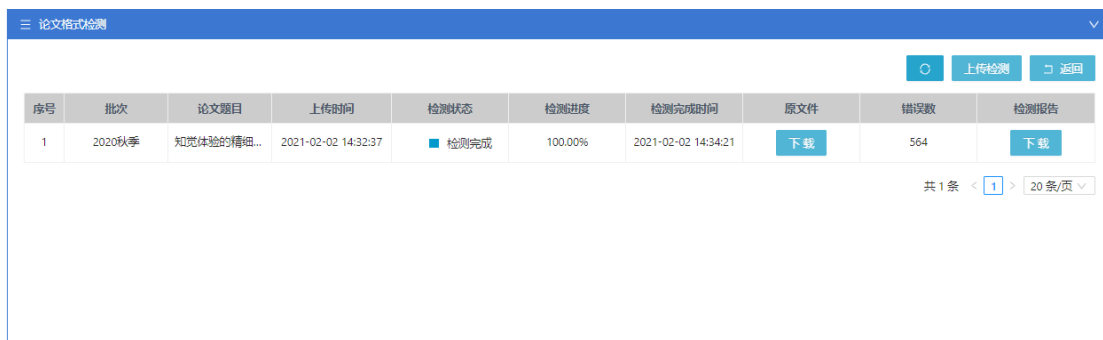 论文格式检测
上传检测 返回
序号 批次 论文题目 上传时间 检测状态 检测进度 检测完成时间 原文件 错误数 检测报告
1 2020秋季 知觉体验的精细... 2021-02-02 14:32:37 检测完成 100.00% 2021-02-02 14:34:21 下载 564 下载
共 1 条 < 1 > 20 条/页